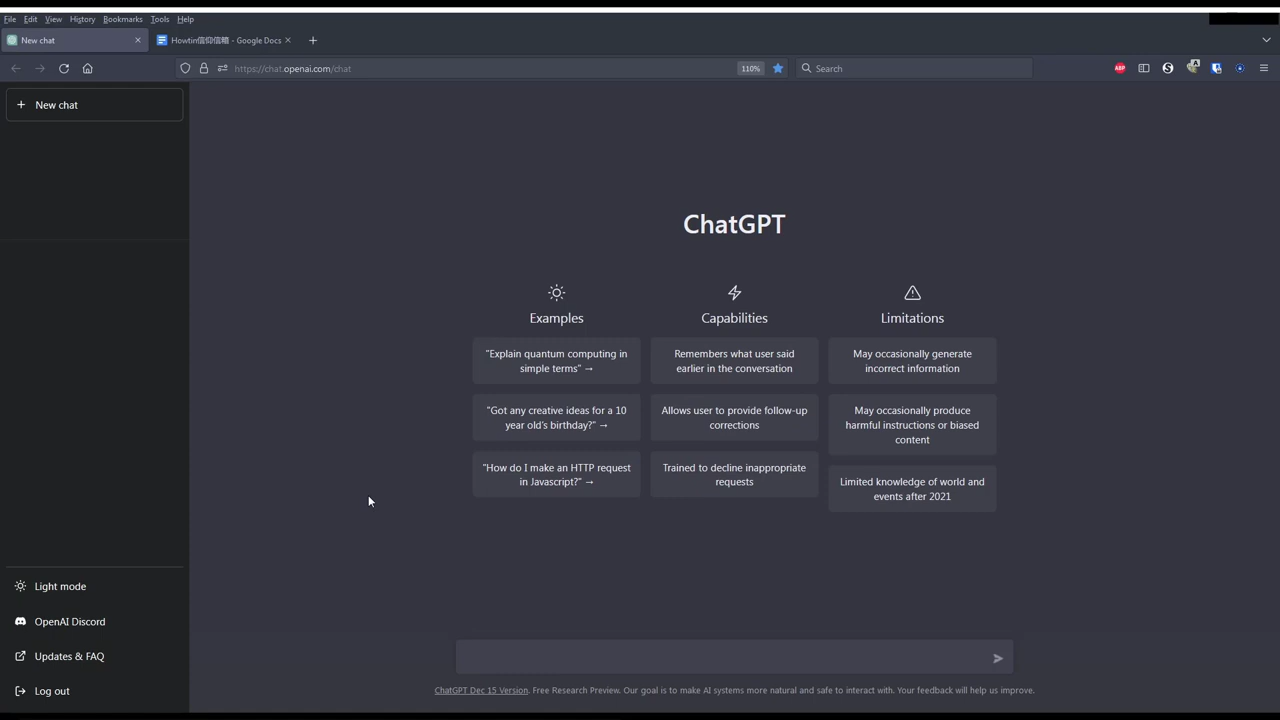 File Edit View History Bookmarks Tools Help
New chat
Howtin信仰信箱 - Google Docs
https://chat.openai.com/chat
110%
Search
ABP
S
A
New chat
ChatGPT
Examples
Capabilities
Limitations
"Explain quantum computing in
simple terms" →
Remembers what user said
earlier in the conversation
May occasionally generate
incorrect information
"Got any creative ideas for a 10
year old's birthday?" →
Allows user to provide follow-up
corrections
May occasionally produce
harmful instructions or biased
content
"How do I make an HTTP request
in Javascript?" →
Trained to decline inappropriate
requests
Limited knowledge of world and
events after 2021
Light mode
OpenAI Discord
Updates & FAQ
Log out
ChatGPT Dec 15 Version. Free Research Preview. Our goal is to make AI systems more natural and safe to interact with. Your feedback will help us improve.